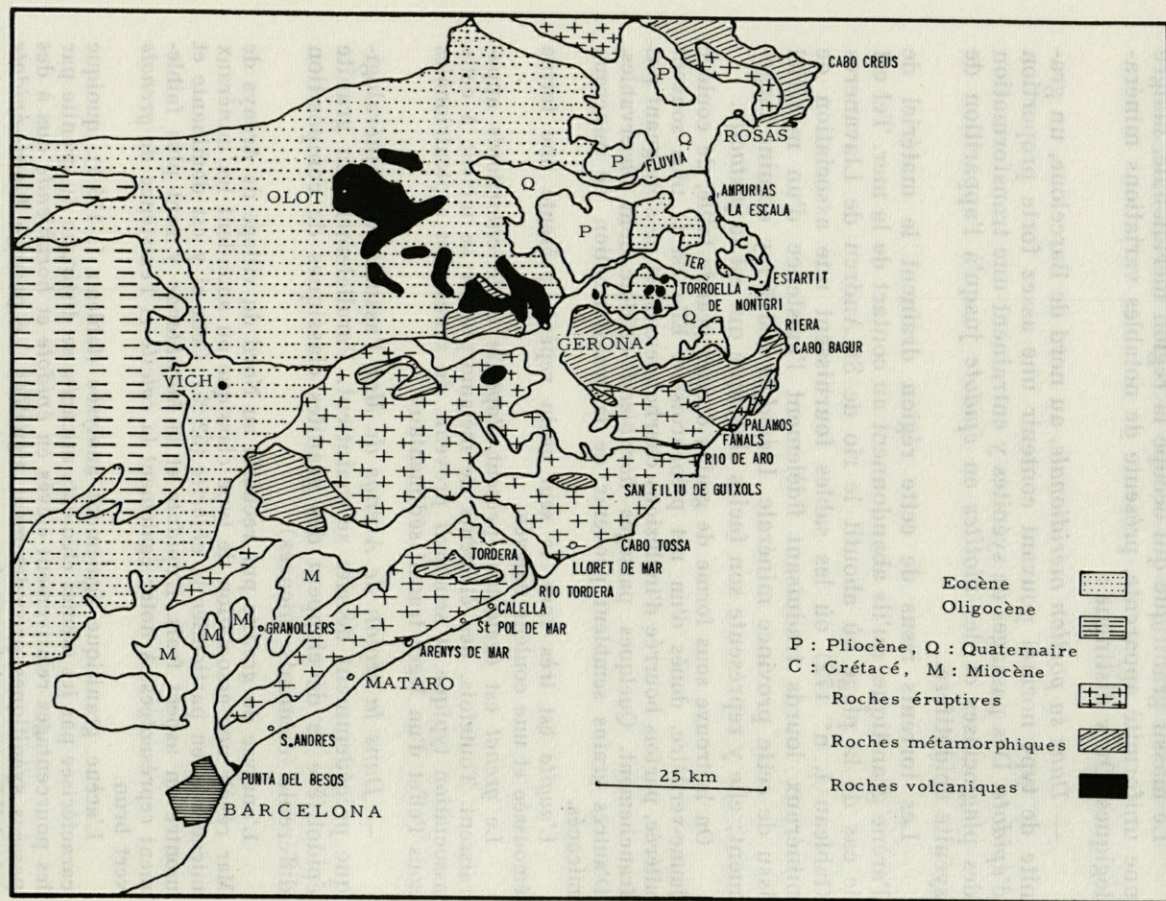 CABO CREUS
P
ROSAS
Q
P
FLUVIA
Q
OLOT
AMPURIAS
LA ESCALA
P
TER
ESTARTIT
TORROELLA
DE MONTGRI
Q
RIERA
GERONA
CABO BAGUR
VICH
PALAMOS
FANALS
RIO DE ARO
SAN FILIU DE GUIXOLS
CABO TOSSA
TORDERA
LLORET DE MAR
M
RIO TORDERA
CALELLA
M
M
GRANOLLERS
St POL DE MAR
M
ARENYS DE MAR
MATARO
S.ANDRES
PUNTA DEL BESOS
BARCELONA
25 km
Eocène
Oligocène
P : Pliocène, Q : Quaternaire
C : Crétacé, M : Miocène
Roches éruptives
Roches métamorphiques
Roches volcaniques